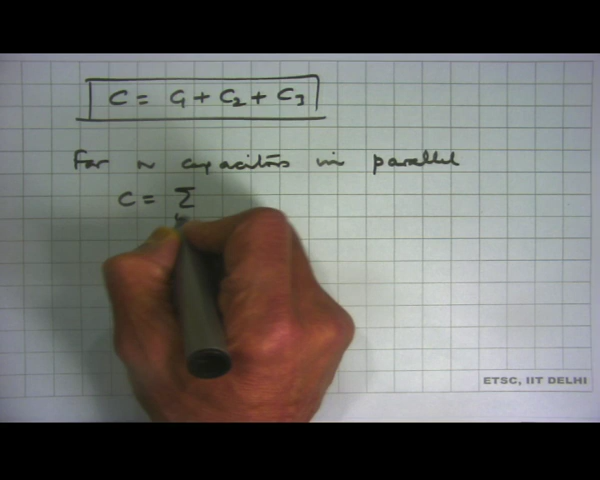 C = C₁ + C₂ + C₃
For n capacitors in parallel
C = Σ
ETSC, IIT DELHI